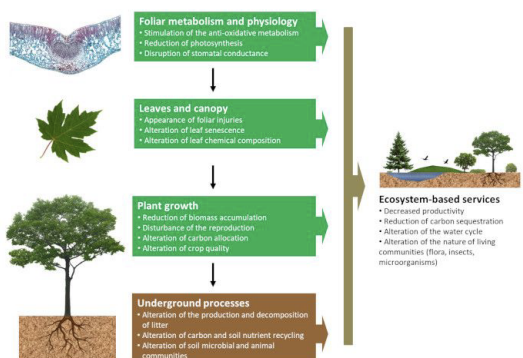 Foliar metabolism and physiology
• Stimulation of the anti-oxidative metabolism
• Reduction of photosynthesis
• Disruption of stomatal conductance
Leaves and canopy
• Appearance of foliar injuries
• Alteration of leaf senescence
• Alteration of leaf chemical composition
Plant growth
• Reduction of biomass accumulation
• Disturbance of the reproduction
• Alteration of carbon allocation
• Alteration of crop quality
Underground processes
• Alteration of the production and decomposition
of litter
• Alteration of carbon and soil nutrient recycling
• Alteration of soil microbial and animal
communities
Ecosystem-based services
• Decreased productivity
• Reduction of carbon sequestration
• Alteration of the water cycle
• Alteration of the nature of living
communities (flora, insects,
microorganisms)